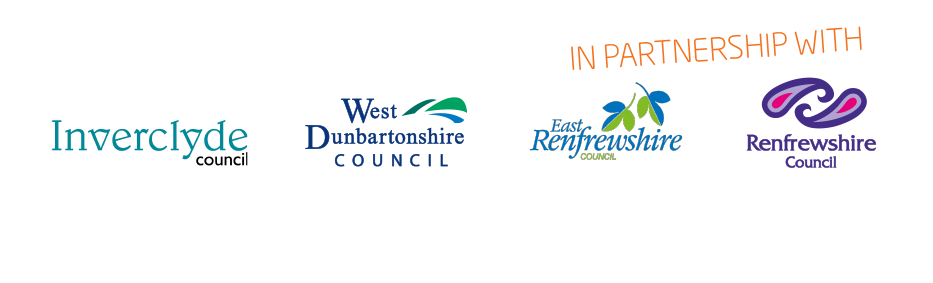 IN PARTNERSHIP WITH
Inverclyde
council
West
Dunbartonshire
COUNCIL
East
Renfrewshire
COUNCIL
Renfrewshire
Council